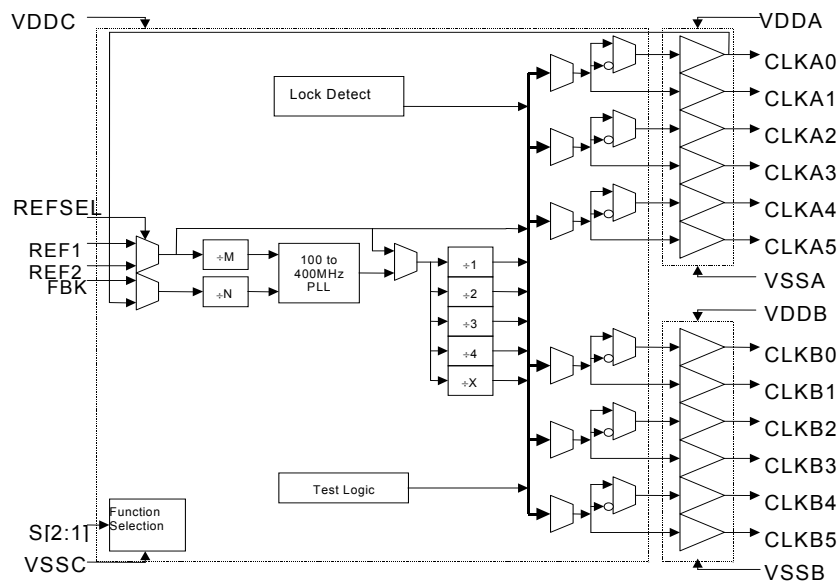 VDDC
VDDA
CLKA0
Lock Detect
CLKA1
CLKA2
CLKA3
REFSEL
CLKA4
REF1
÷M
100 to
400MHz
PLL
÷1
CLKA5
REF2
FBK
÷N
÷2
VSSA
÷3
VDDB
÷4
CLKB0
÷X
CLKB1
CLKB2
CLKB3
Test Logic
CLKB4
Function
Selection
S[2:1]
CLKB5
VSSC
VSSB